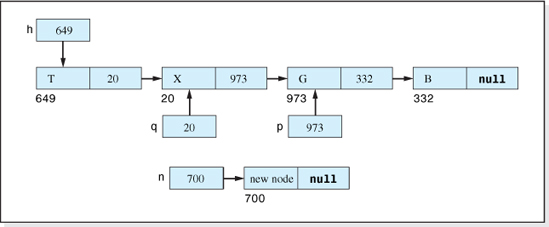 h 649
T 20 X 973 G 332 B null
649 20 973 332
q 20 p 973
n 700 new node null
700